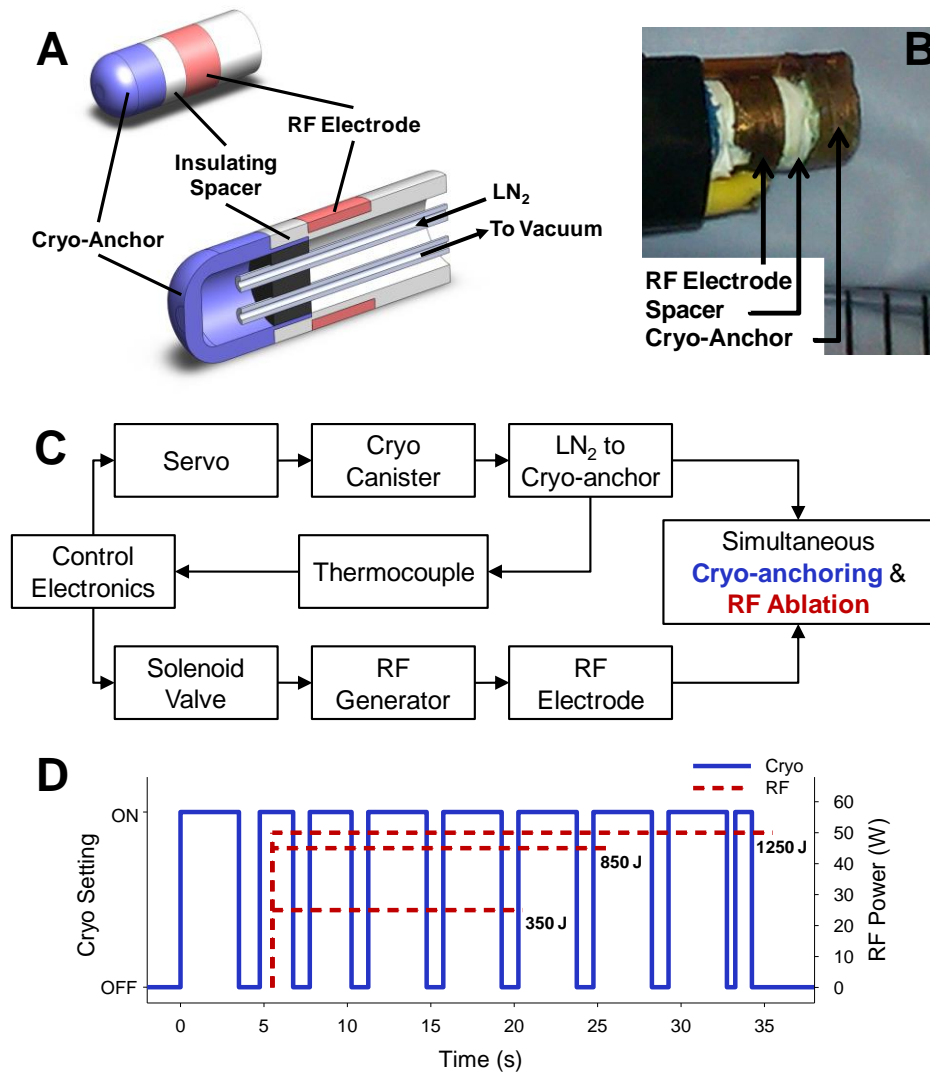 A
RF Electrode
Insulating
Spacer
LN₂
To Vacuum
Cryo-Anchor
B
RF Electrode
Spacer
Cryo-Anchor
C
Servo
Cryo
Canister
LN₂ to
Cryo-anchor
Control
Electronics
Thermocouple
Simultaneous
Cryo-anchoring &
RF Ablation
Solenoid
Valve
RF
Generator
RF
Electrode
D
Cryo
RF
Cryo Setting
ON
OFF
1250 J
850 J
350 J
60
50
40
30
20
10
0
RF Power (W)
0 5 10 15 20 25 30 35
Time (s)